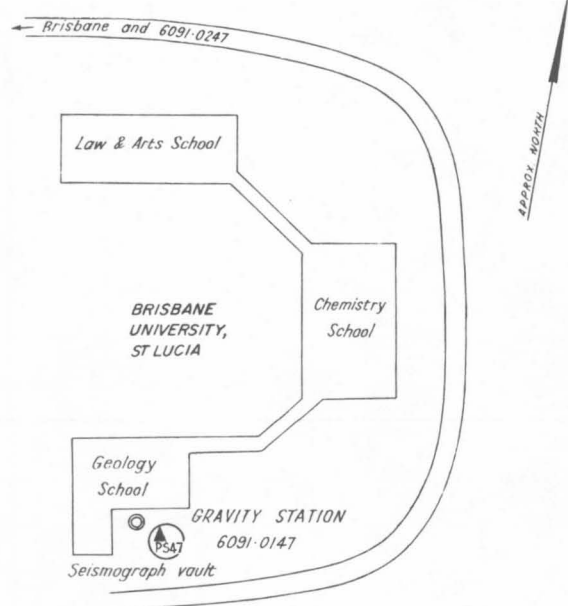 Brisbane and 6091·0247
APPROX. NORTH
Law & Arts School
BRISBANE
UNIVERSITY,
ST LUCIA
Chemistry
School
Geology
School
GRAVITY STATION
6091·0147
PS47
Seismograph vault